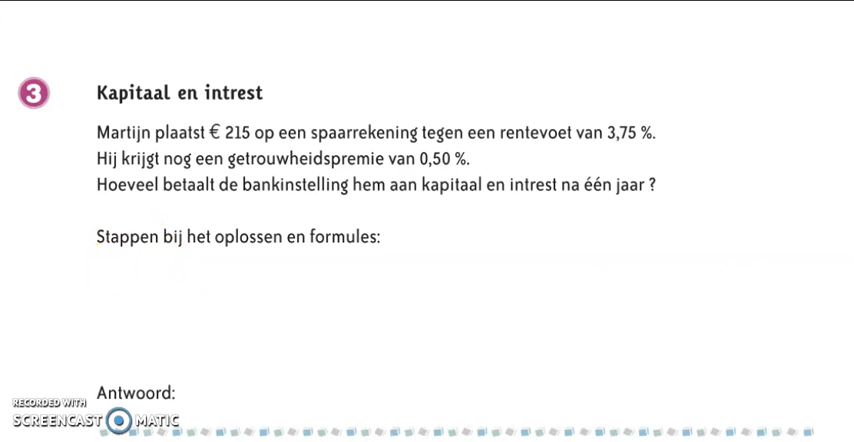 3
Kapitaal en intrest
Martijn plaatst € 215 op een spaarrekening tegen een rentevoet van 3,75 %.
Hij krijgt nog een getrouwheidspremie van 0,50 %.
Hoeveel betaalt de bankinstelling hem aan kapitaal en intrest na één jaar ?
Stappen bij het oplossen en formules:
Antwoord:
RECORDED WITH
SCREENCAST MATIC